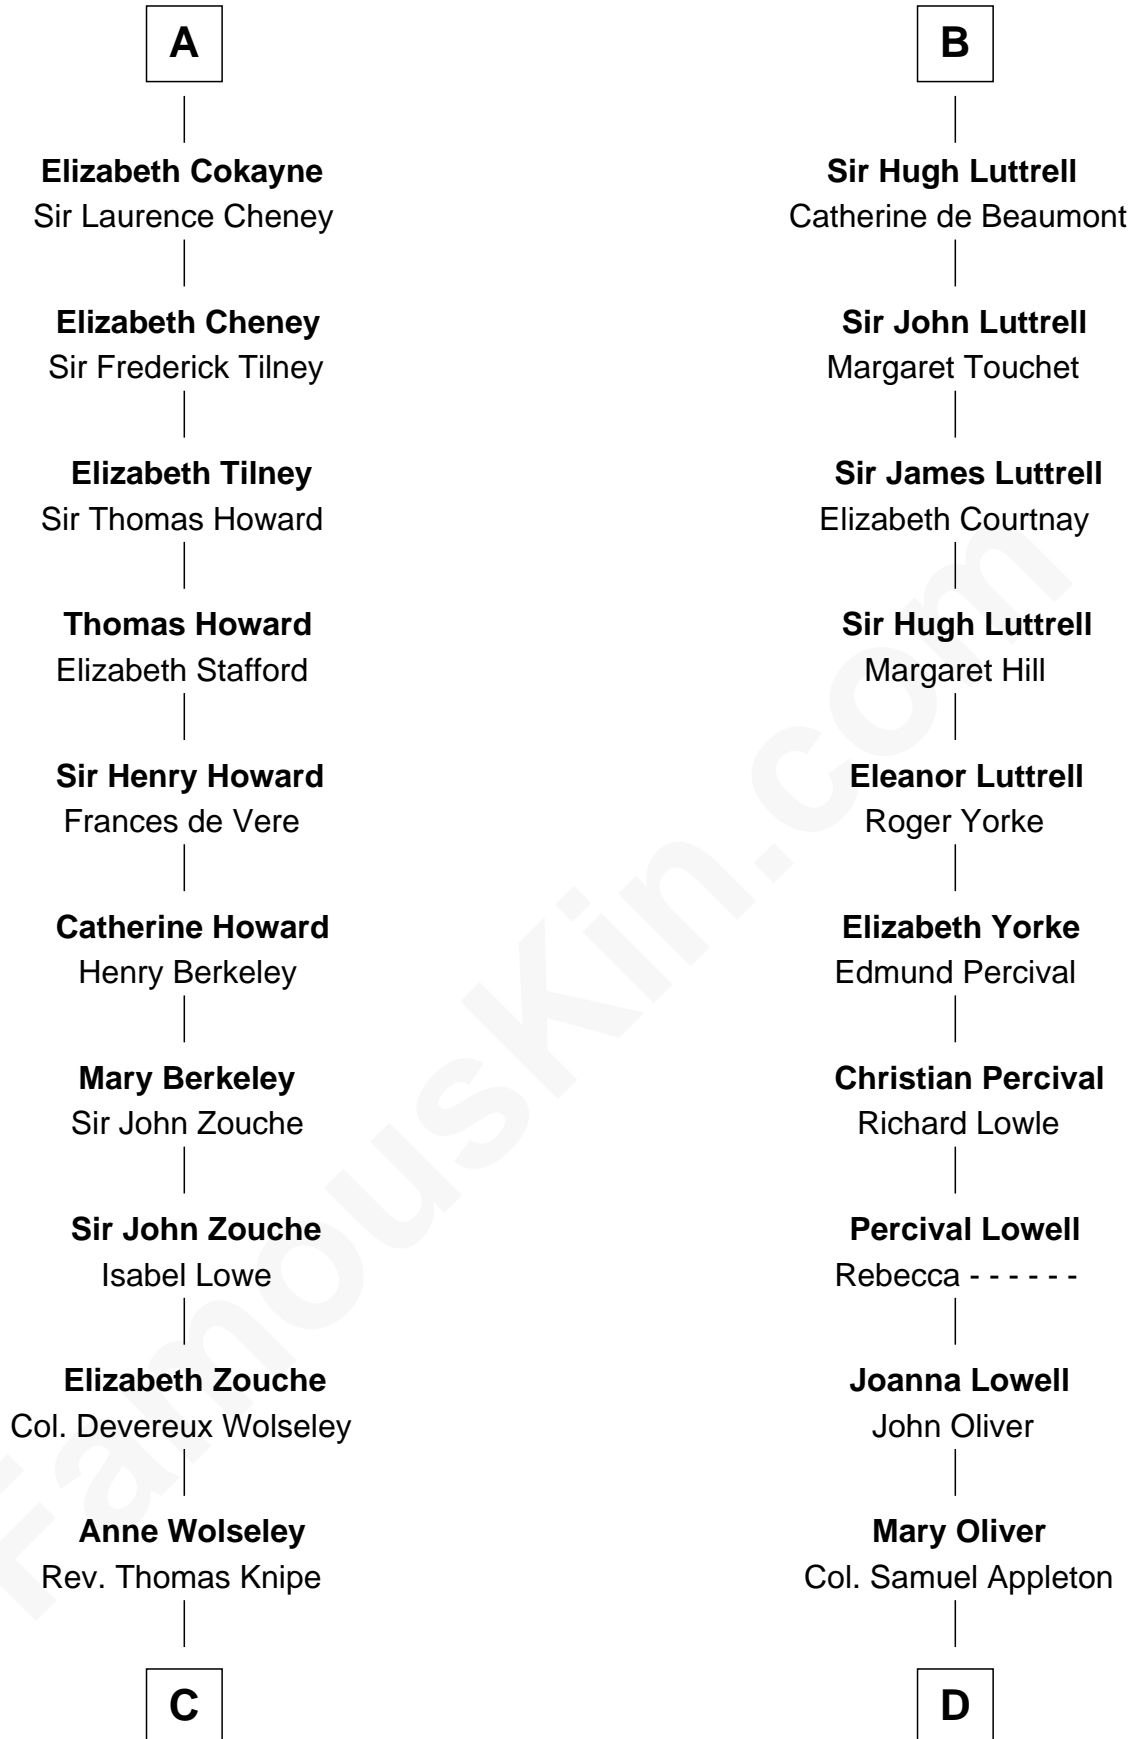 A
Elizabeth Cokayne
Sir Laurence Cheney
Elizabeth Cheney
Sir Frederick Tilney
Elizabeth Tilney
Sir Thomas Howard
Thomas Howard
Elizabeth Stafford
Sir Henry Howard
Frances de Vere
Catherine Howard
Henry Berkeley
Mary Berkeley
Sir John Zouche
Sir John Zouche
Isabel Lowe
Elizabeth Zouche
Col. Devereux Wolseley
Anne Wolseley
Rev. Thomas Knipe
C
B
Sir Hugh Luttrell
Catherine de Beaumont
Sir John Luttrell
Margaret Touchet
Sir James Luttrell
Elizabeth Courtnay
Sir Hugh Luttrell
Margaret Hill
Eleanor Luttrell
Roger Yorke
Elizabeth Yorke
Edmund Percival
Christian Percival
Richard Lowle
Percival Lowell
Rebecca - - - - - -
Joanna Lowell
John Oliver
Mary Oliver
Col. Samuel Appleton
D
FamousKin.com